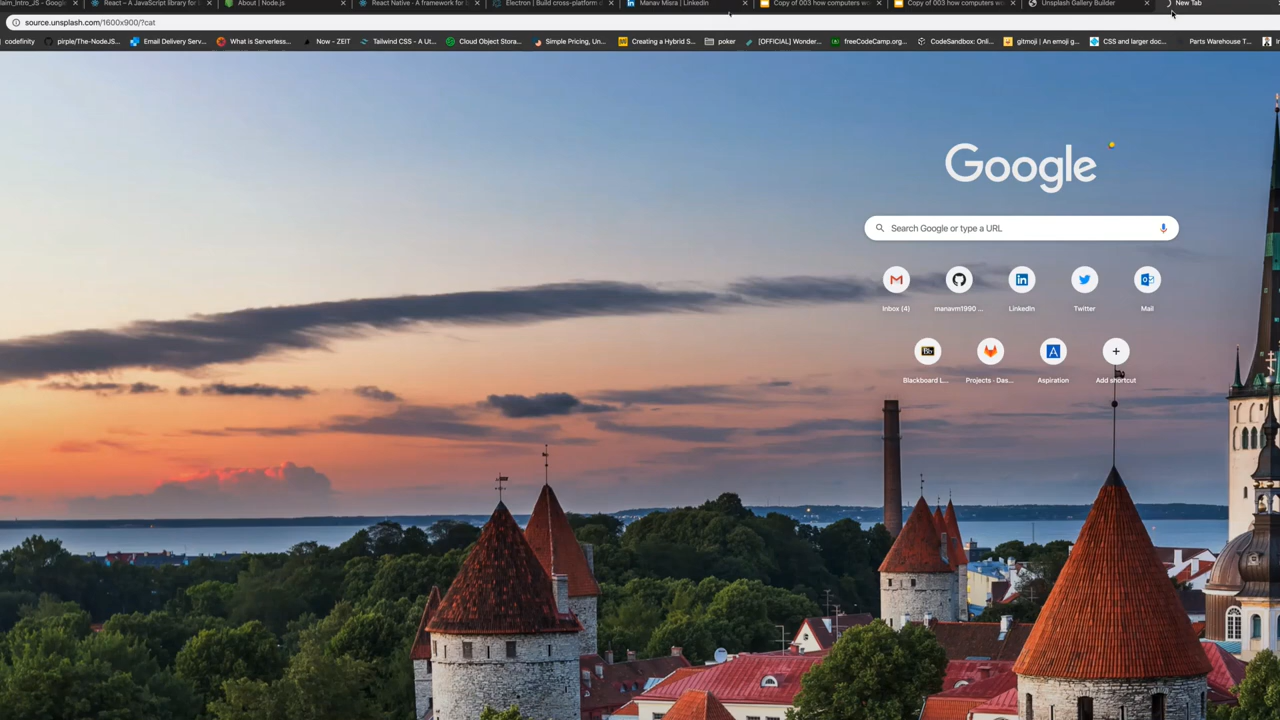 laim_Intro_JS - Google
React – A JavaScript library for
About | Node.js
React Native · A framework for
Electron | Build cross-platform d
Manav Misra | LinkedIn
Copy of 003 how computers wo
Copy of 003 how computers wo
Unsplash Gallery Builder
New Tab
source.unsplash.com/1600x900/?cat
codefinity
pirple/The-NodeJS...
Email Delivery Serv...
What is Serverless...
Now – ZEIT
Tailwind CSS - A Ut...
Cloud Object Stora...
Simple Pricing, Un...
Creating a Hybrid S...
poker
[OFFICIAL] Wonder...
freeCodeCamp.org...
CodeSandbox: Onli...
gitmoji | An emoji g...
CSS and larger doc...
Parts Warehouse T...
Google
Search Google or type a URL
Inbox (4)
manavm1990 ...
LinkedIn
Twitter
Mail
Bb
Blackboard L...
Projects · Das...
Aspiration
Add shortcut